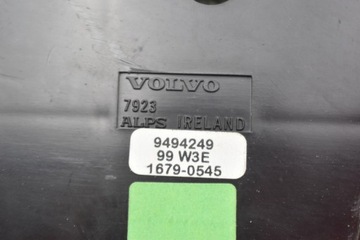 VOLVO
7923
ALPS IRELAND
9494249
99 W3E
1679-0545